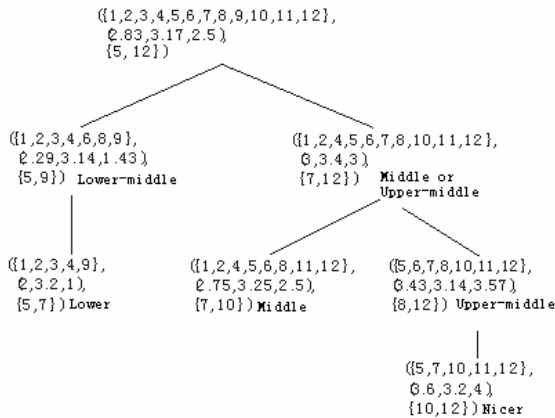 ({1,2,3,4,5,6,7,8,9,10,11,12},
(2.83,3.17,2.5),
{5, 12})
({1,2,3,4,6,8,9},
(2.29,3.14,1.43),
{5,9}) Lower-middle
({1,2,4,5,6,7,8,10,11,12},
(3,3.4,3),
{7,12}) Middle or
Upper-middle
({1,2,3,4,9},
(2,3.2,1),
{5,7}) Lower
({1,2,4,5,6,8,11,12},
(2.75,3.25,2.5),
{7,10}) Middle
({5,6,7,8,10,11,12},
(3.43,3.14,3.57),
{8,12}) Upper-middle
({5,7,10,11,12},
(3.6,3.2,4),
{10,12}) Nicer